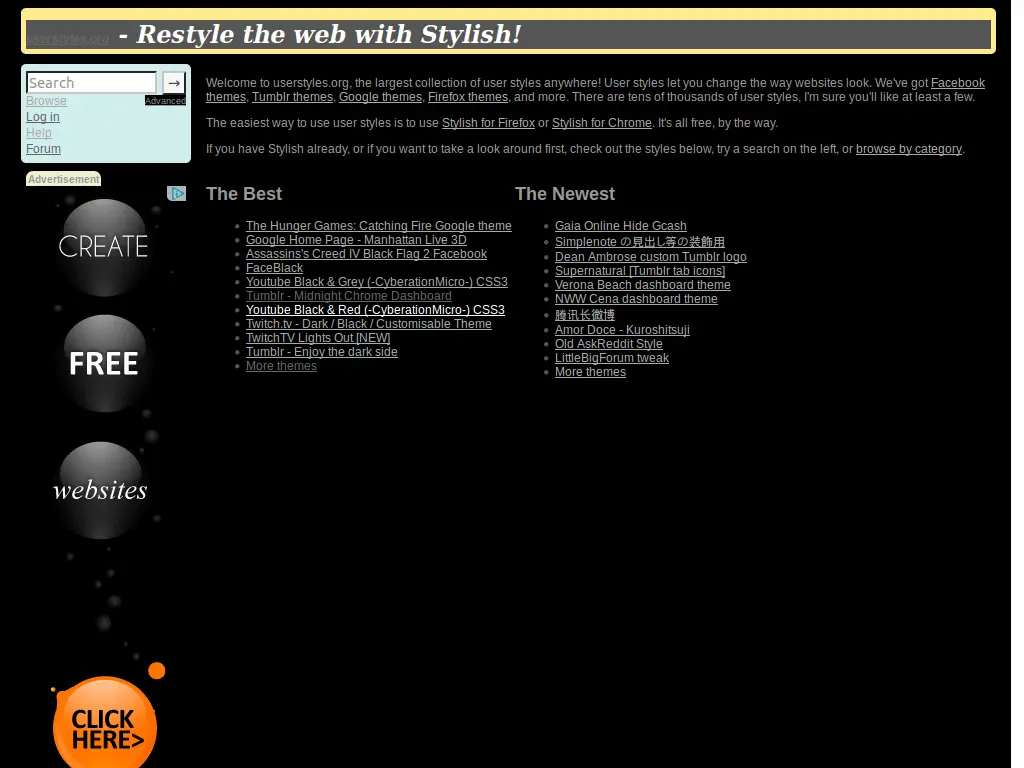 userstyles.org - Restyle the web with Stylish!
Search →
Browse Advanced
Log in
Help
Forum
Advertisement
CREATE
FREE
websites
CLICK
HERE>
Welcome to userstyles.org, the largest collection of user styles anywhere! User styles let you change the way websites look. We've got Facebook
themes, Tumblr themes, Google themes, Firefox themes, and more. There are tens of thousands of user styles, I'm sure you'll like at least a few.
The easiest way to use user styles is to use Stylish for Firefox or Stylish for Chrome. It's all free, by the way.
If you have Stylish already, or if you want to take a look around first, check out the styles below, try a search on the left, or browse by category.
The Best
The Hunger Games: Catching Fire Google theme
Google Home Page - Manhattan Live 3D
Assassins's Creed IV Black Flag 2 Facebook
FaceBlack
Youtube Black & Grey (-CyberationMicro-) CSS3
Tumblr - Midnight Chrome Dashboard
Youtube Black & Red (-CyberationMicro-) CSS3
Twitch.tv - Dark / Black / Customisable Theme
TwitchTV Lights Out [NEW]
Tumblr - Enjoy the dark side
More themes
The Newest
Gaia Online Hide Gcash
Simplenote の見出し等の装飾用
Dean Ambrose custom Tumblr logo
Supernatural [Tumblr tab icons]
Verona Beach dashboard theme
NWW Cena dashboard theme
腾讯长微博
Amor Doce - Kuroshitsuji
Old AskReddit Style
LittleBigForum tweak
More themes